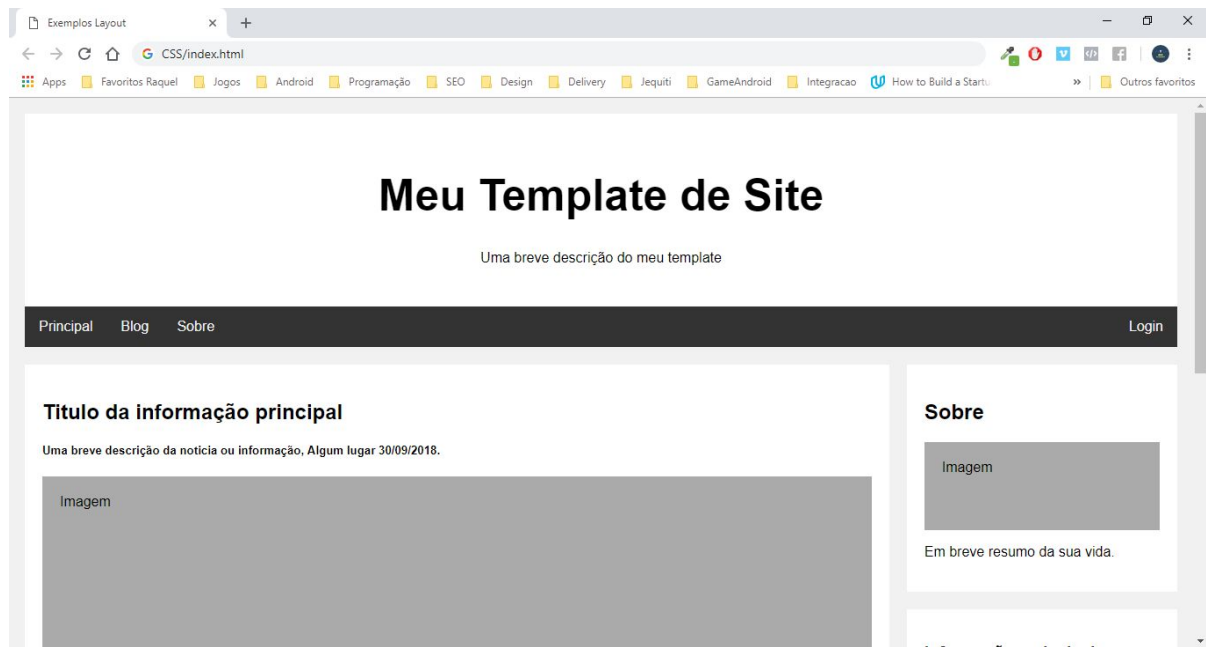 Exemplos Layout
CSS/index.html
Apps Favoritos Raquel Jogos Android Programação SEO Design Delivery Jequiti GameAndroid Integracao How to Build a Startu » Outros favoritos
Meu Template de Site
Uma breve descrição do meu template
Principal Blog Sobre Login
Titulo da informação principal
Uma breve descrição da noticia ou informação, Algum lugar 30/09/2018.
Imagem
Sobre
Imagem
Em breve resumo da sua vida.